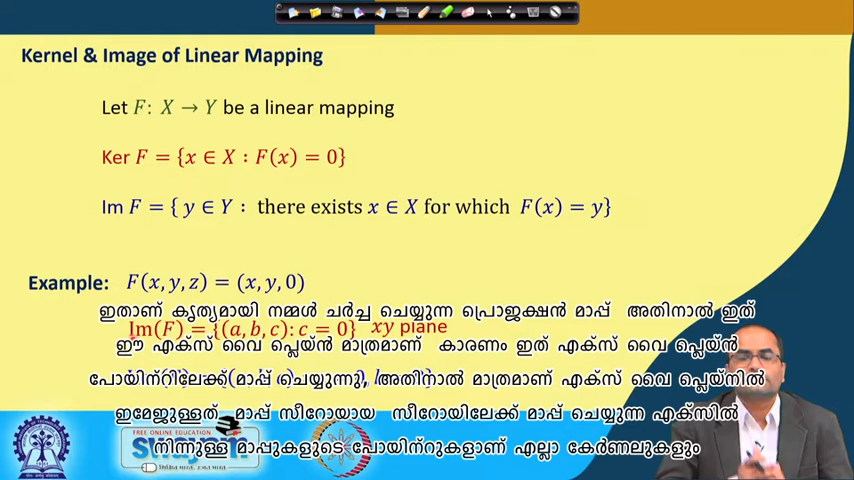 Kernel & Image of Linear Mapping
Let F: X → Y be a linear mapping
Ker F = {x ∈ X : F(x) = 0}
Im F = { y ∈ Y : there exists x ∈ X for which F(x) = y}
Example: F(x, y, z) = (x, y, 0)
ഇതാണ് കൃത്യമായി നമ്മൾ ചർച്ച ചെയ്യുന്ന പ്രൊജക്ഷൻ മാപ്പ് അതിനാൽ ഇത്
Im(F) = {(a, b, c): c = 0} xy plane
ഈ എക്സ് വൈ പ്ലെയ്ൻ മാത്രമാണ് കാരണം ഇത് എക്സ് വൈ പ്ലെയ്ൻ
പോയിന്റിലേക്ക് മാപ്പ് ചെയ്യുന്നു, അതിനാൽ മാത്രമാണ് എക്സ് വൈ പ്ലെയ്നിൽ
ഇമേജുള്ളത് മാപ്പ് സീറോയായ സീറോയിലേക്ക് മാപ്പ് ചെയ്യുന്ന എക്സിൽ
FREE ONLINE EDUCATION
swayam
നിന്നുള്ള മാപ്പുകളുടെ പോയിന്റുകളാണ് എല്ലാ കേർണലുകളും